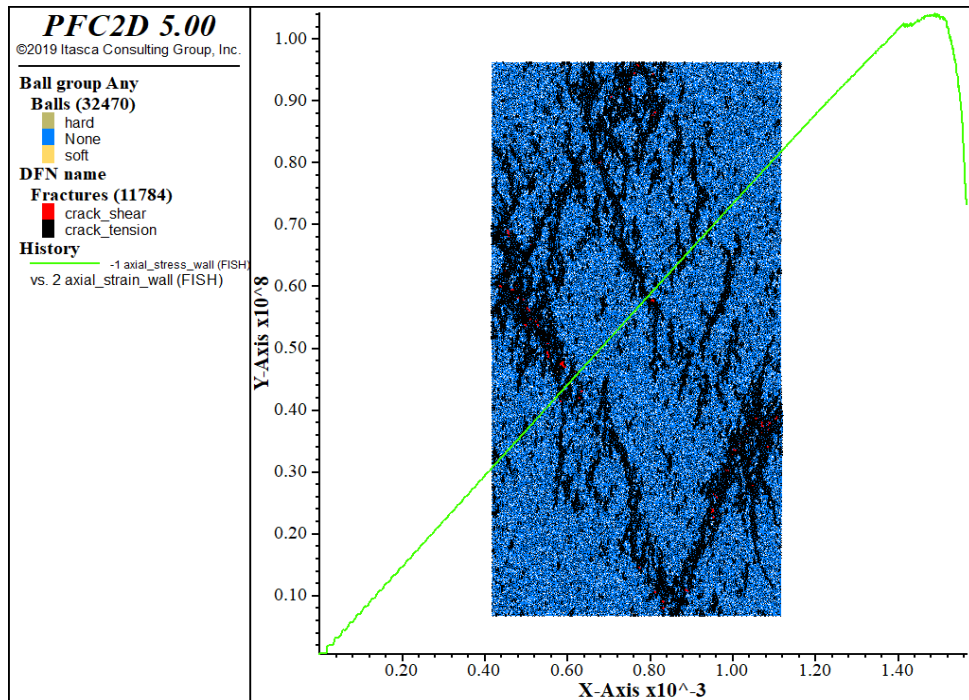 PFC2D 5.00
©2019 Itasca Consulting Group, Inc.
Ball group Any
Balls (32470)
hard
None
soft
DFN name
Fractures (11784)
crack_shear
crack_tension
History
-1 axial_stress_wall (FISH)
vs. 2 axial_strain_wall (FISH)
Y-Axis x10^8
1.00
0.90
0.80
0.70
0.60
0.50
0.40
0.30
0.20
0.10
0.20
0.40
0.60
0.80
1.00
1.20
1.40
X-Axis x10^-3